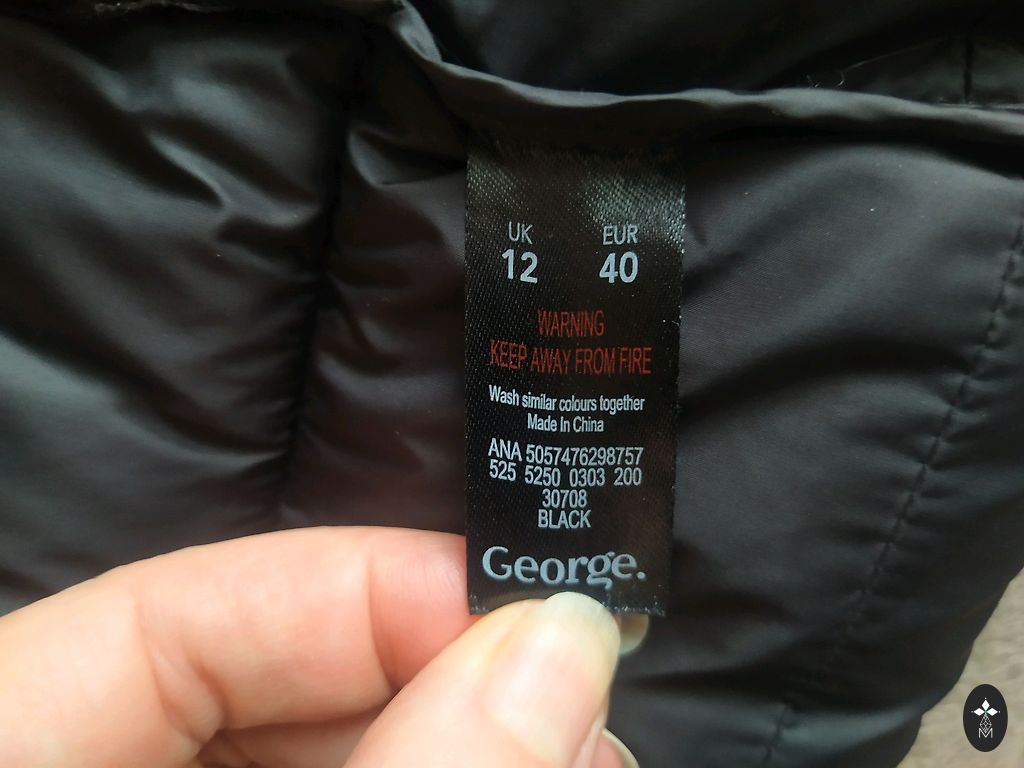 UK EUR
12 40
WARNING
KEEP AWAY FROM FIRE
Wash similar colours together
Made In China
ANA 5057476298757
525 5250 0303 200
30708
BLACK
George.
M